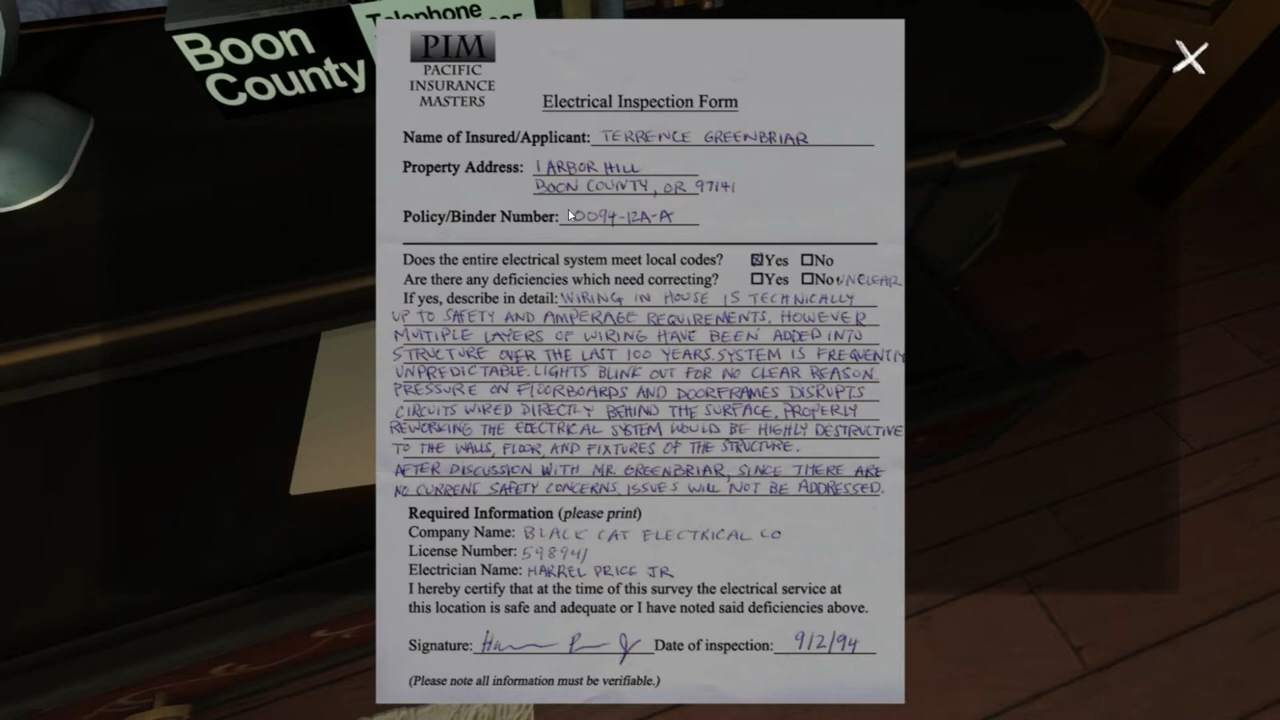 Boon
County
Telephone
PIM
PACIFIC
INSURANCE
MASTERS
Electrical Inspection Form
Name of Insured/Applicant: TERRENCE GREENBRIAR
Property Address: 1 ARBOR HILL
BOON COUNTY, OR 97141
Policy/Binder Number: 0094-12A-A
Does the entire electrical system meet local codes? ☒Yes ☐No
Are there any deficiencies which need correcting? ☐Yes ☐No UNCLEAR
If yes, describe in detail: WIRING IN HOUSE IS TECHNICALLY
UP TO SAFETY AND AMPERAGE REQUIREMENTS. HOWEVER
MULTIPLE LAYERS OF WIRING HAVE BEEN ADDED INTO
STRUCTURE OVER THE LAST 100 YEARS. SYSTEM IS FREQUENTLY
UNPREDICTABLE. LIGHTS BLINK OUT FOR NO CLEAR REASON.
PRESSURE ON FLOORBOARDS AND DOORFRAMES DISRUPTS
CIRCUITS WIRED DIRECTLY BEHIND THE SURFACE. PROPERLY
REWORKING THE ELECTRICAL SYSTEM WOULD BE HIGHLY DESTRUCTIVE
TO THE WALLS, FLOOR, AND FIXTURES OF THE STRUCTURE.
AFTER DISCUSSION WITH MR. GREENBRIAR, SINCE THERE ARE
NO CURRENT SAFETY CONCERNS, ISSUES WILL NOT BE ADDRESSED.
Required Information (please print)
Company Name: BLACK CAT ELECTRICAL CO
License Number: 598941
Electrician Name: HARREL PRICE JR
I hereby certify that at the time of this survey the electrical service at
this location is safe and adequate or I have noted said deficiencies above.
Signature: Date of inspection: 9/2/94
(Please note all information must be verifiable.)